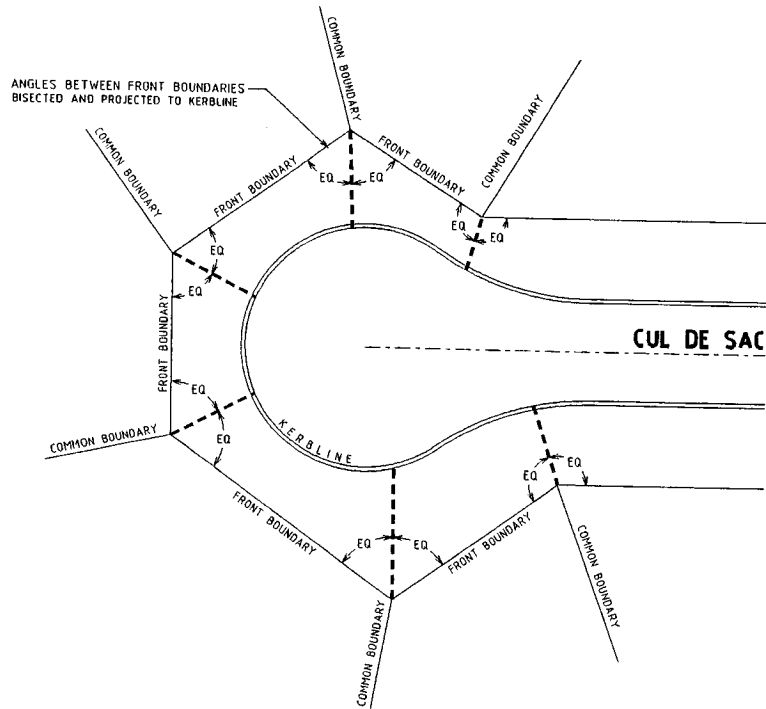 COMMON BOUNDARY
ANGLES BETWEEN FRONT BOUNDARIES
BISECTED AND PROJECTED TO KERBLINE
COMMON BOUNDARY
COMMON BOUNDARY
FRONT BOUNDARY
FRONT BOUNDARY
EQ
EQ
EQ
EQ
EQ
EQ
FRONT BOUNDARY
CUL DE SAC
EQ
EQ
KERBLINE
COMMON BOUNDARY
EQ
EQ
FRONT BOUNDARY
EQ
EQ
FRONT BOUNDARY
COMMON BOUNDARY
COMMON BOUNDARY